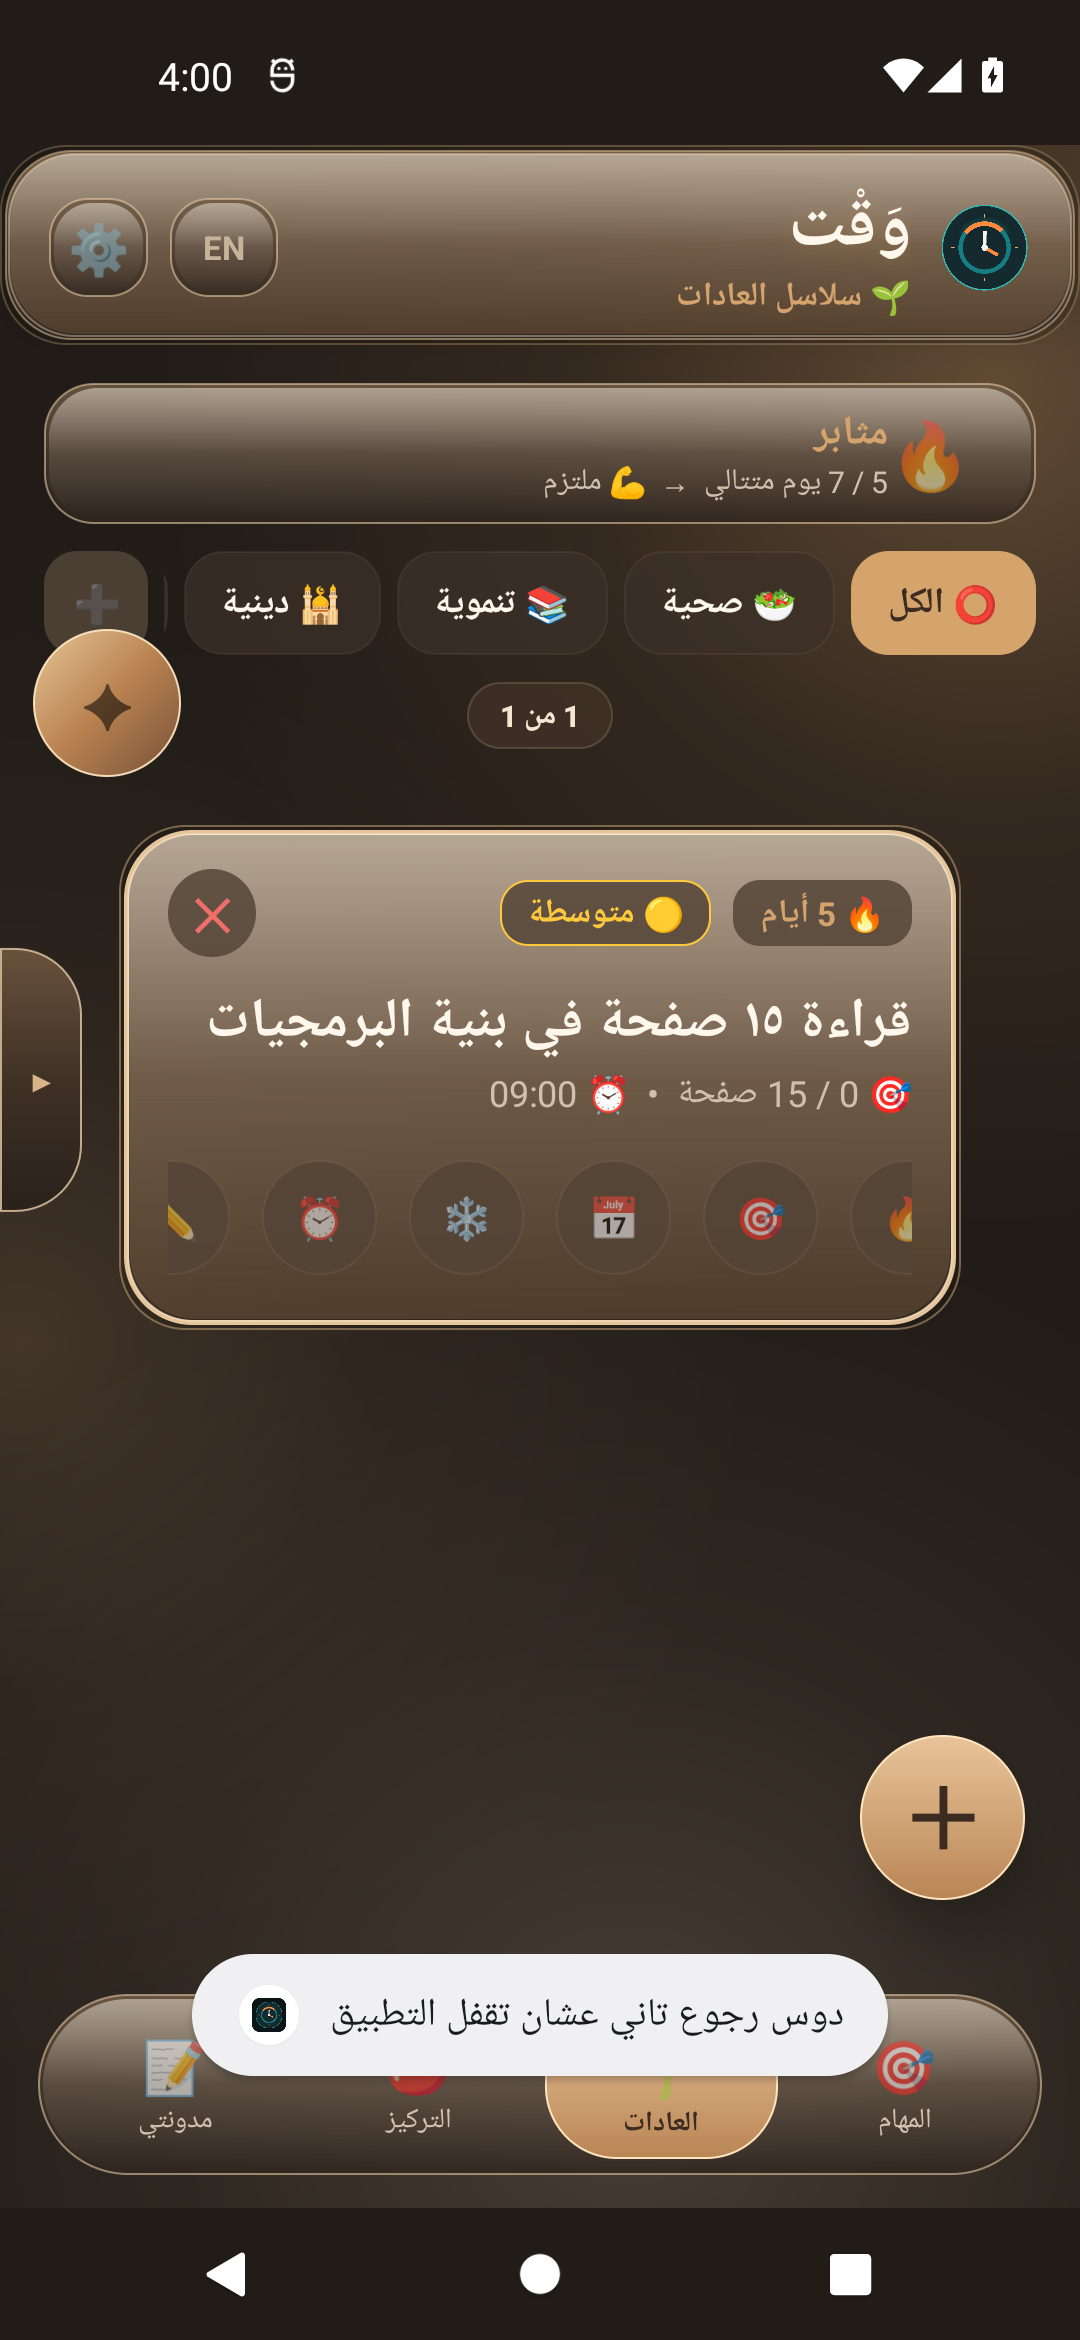 4:00
وَقْت
🌱 سلاسل العادات
EN
مثابر
5 / 7 يوم متتالي → 💪 ملتزم
⭕ الكل
🥗 صحية
📚 تنموية
🕌 دينية
1 من 1
🔥 5 أيام
🟡 متوسطة
قراءة ١٥ صفحة في بنية البرمجيات
🎯 0 / 15 صفحة • ⏰ 09:00
July
17
دوس رجوع تاني عشان تقفل التطبيق
المهام
العادات
التركيز
مدونتي